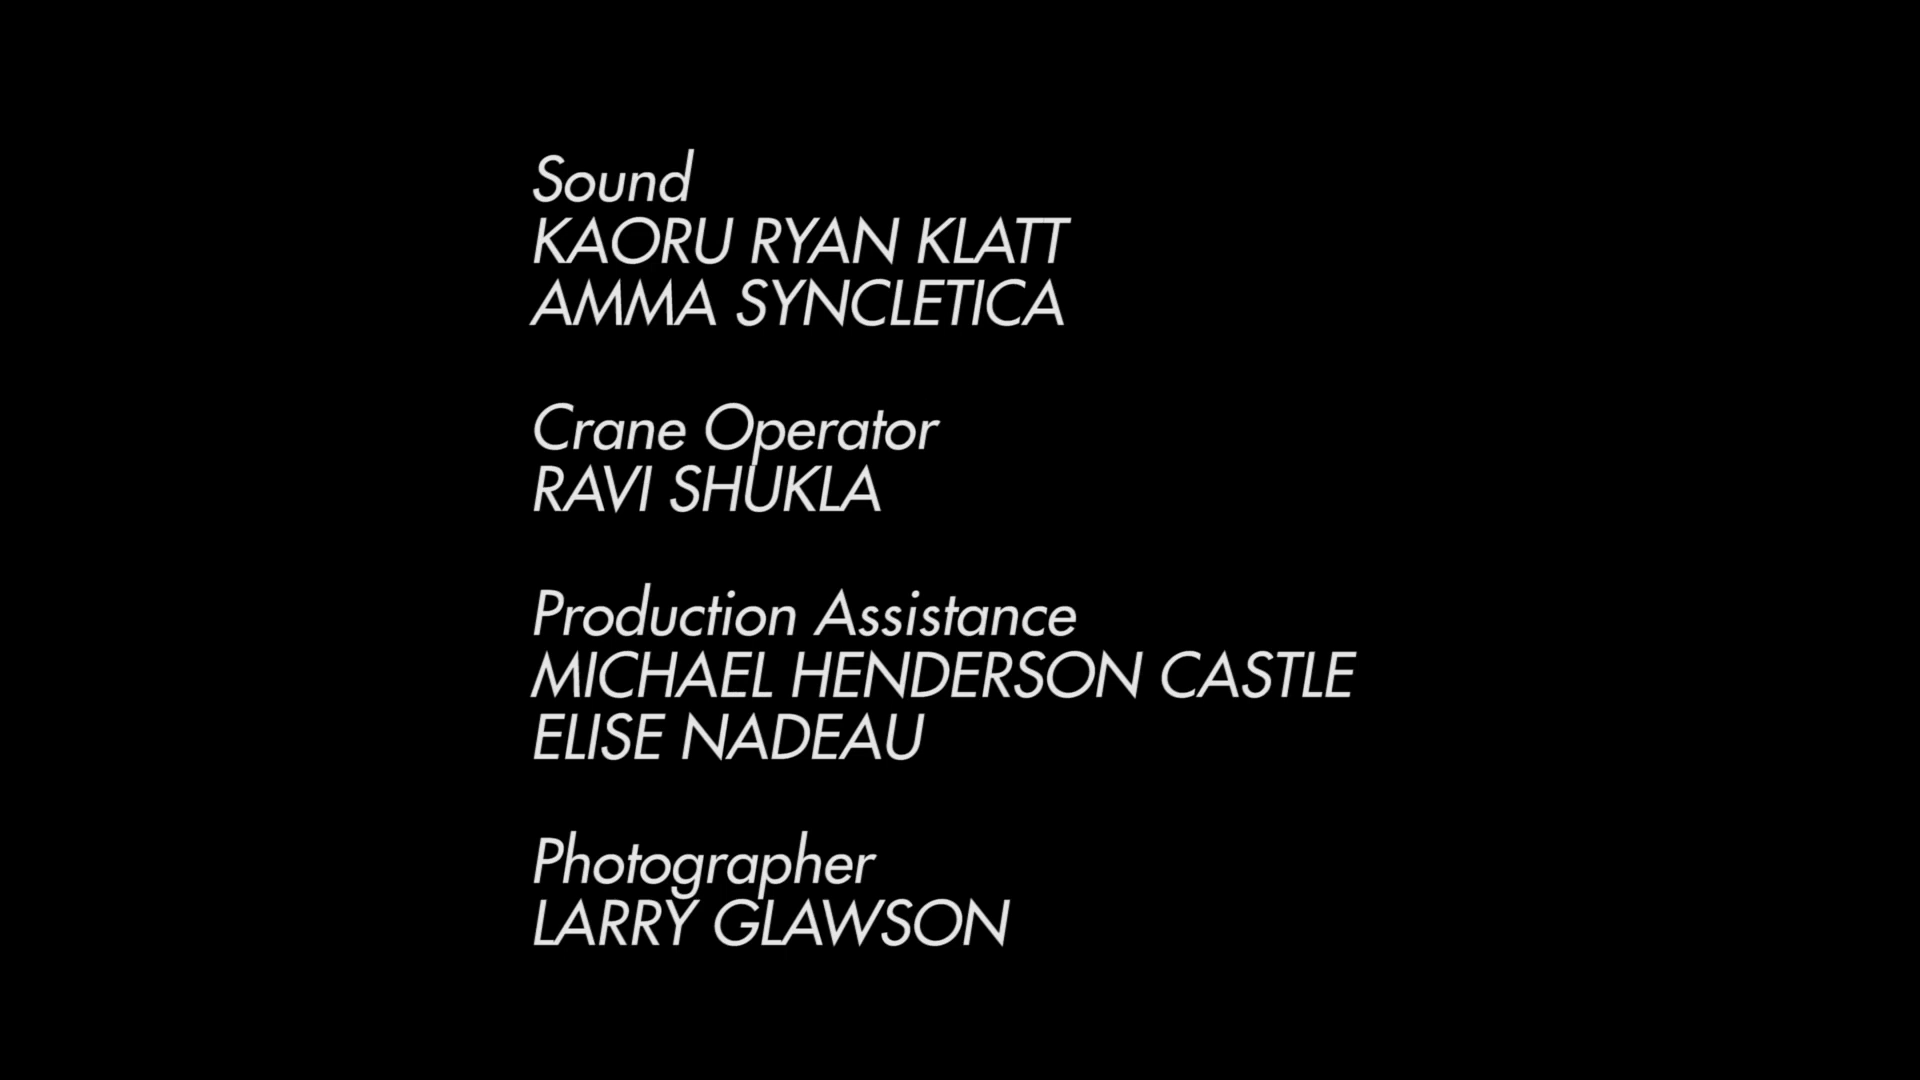 Sound
KAORU RYAN KLATT
AMMA SYNCLETICA
Crane Operator
RAVI SHUKLA
Production Assistance
MICHAEL HENDERSON CASTLE
ELISE NADEAU
Photographer
LARRY GLAWSON